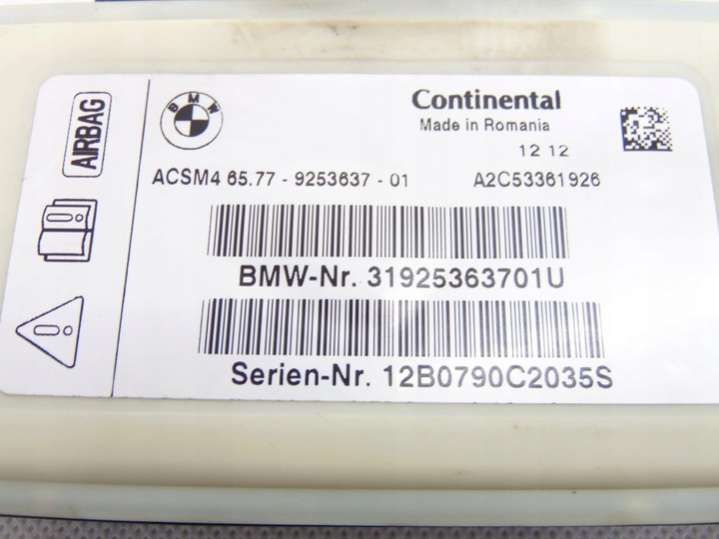 AIRBAG
BMW
Continental
Made in Romania
12 12
ACSM4 65.77 - 9253637 - 01
A2C53361926
BMW-Nr. 31925363701U
Serien-Nr. 12B0790C2035S